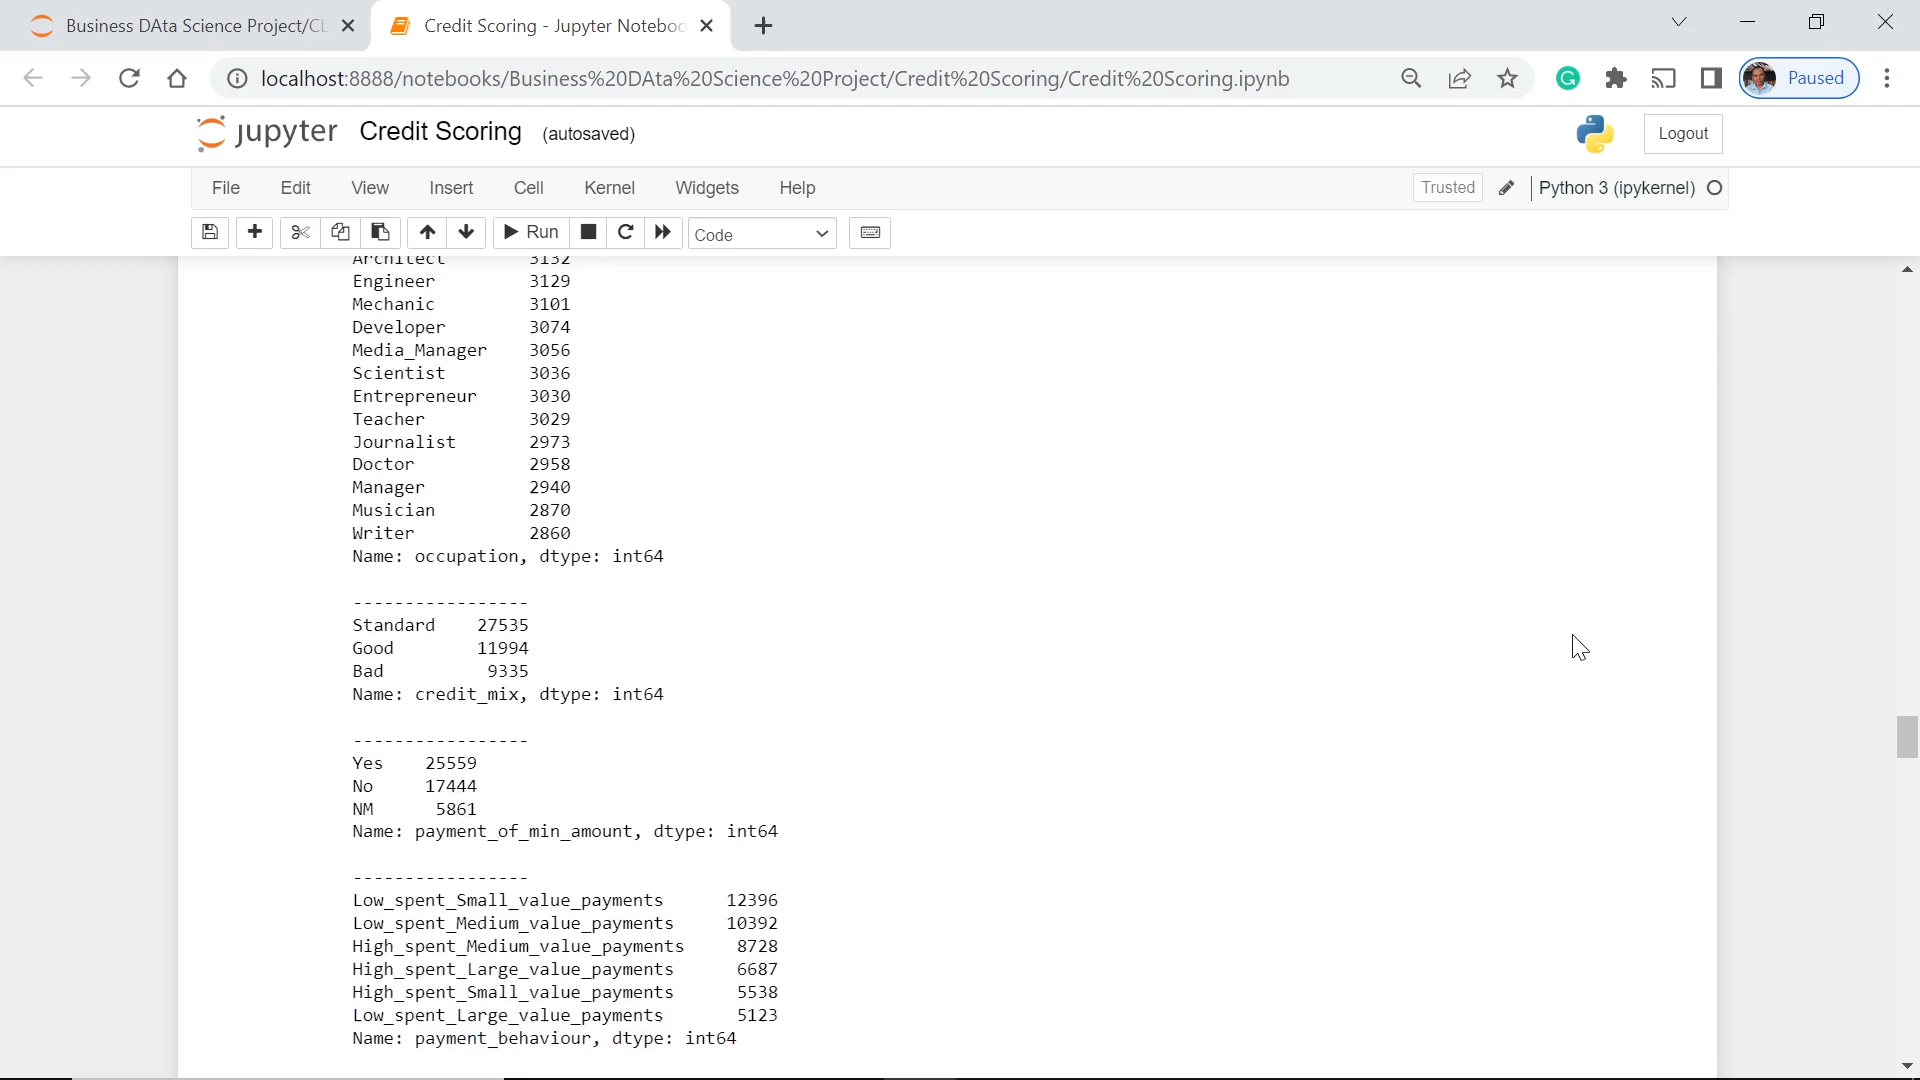 Business DAta Science Project/CL
Credit Scoring - Jupyter Noteboo
localhost:8888/notebooks/Business%20DAta%20Science%20Project/Credit%20Scoring/Credit%20Scoring.ipynb
Paused
jupyter Credit Scoring (autosaved)
Logout
File Edit View Insert Cell Kernel Widgets Help
Trusted
Python 3 (ipykernel)
Run
Code
Architect 3132
Engineer 3129
Mechanic 3101
Developer 3074
Media_Manager 3056
Scientist 3036
Entrepreneur 3030
Teacher 3029
Journalist 2973
Doctor 2958
Manager 2940
Musician 2870
Writer 2860
Name: occupation, dtype: int64
-----------------
Standard 27535
Good 11994
Bad 9335
Name: credit_mix, dtype: int64
-----------------
Yes 25559
No 17444
NM 5861
Name: payment_of_min_amount, dtype: int64
-----------------
Low_spent_Small_value_payments 12396
Low_spent_Medium_value_payments 10392
High_spent_Medium_value_payments 8728
High_spent_Large_value_payments 6687
High_spent_Small_value_payments 5538
Low_spent_Large_value_payments 5123
Name: payment_behaviour, dtype: int64